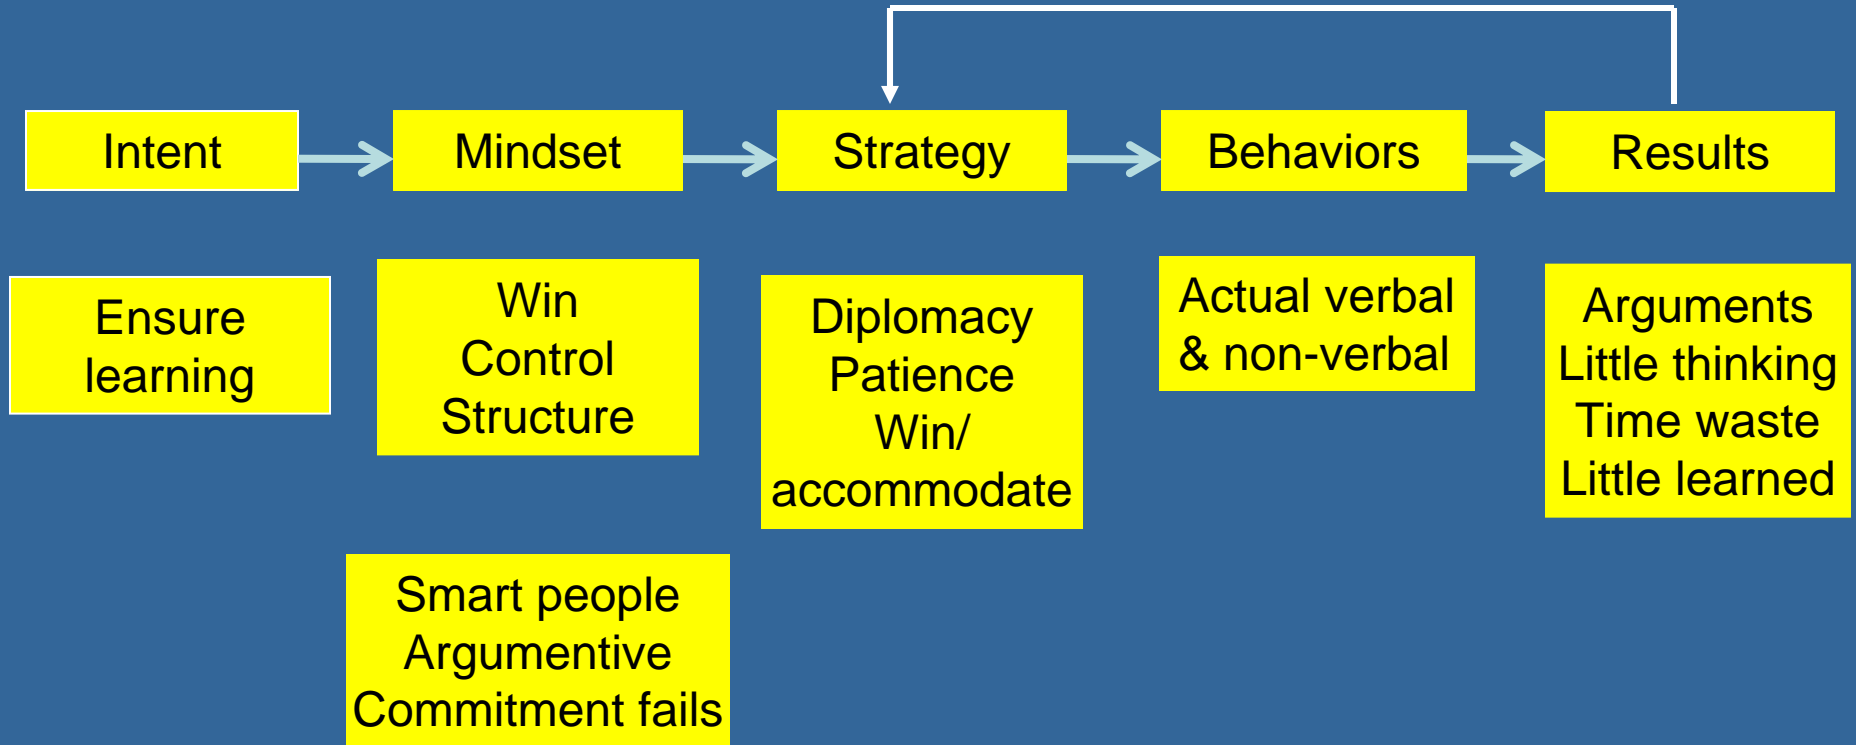 Intent
Mindset
Strategy
Behaviors
Results
Ensure
learning
Win
Control
Structure
Smart people
Argumentive
Commitment fails
Diplomacy
Patience
Win/
accommodate
Actual verbal
& non-verbal
Arguments
Little thinking
Time waste
Little learned